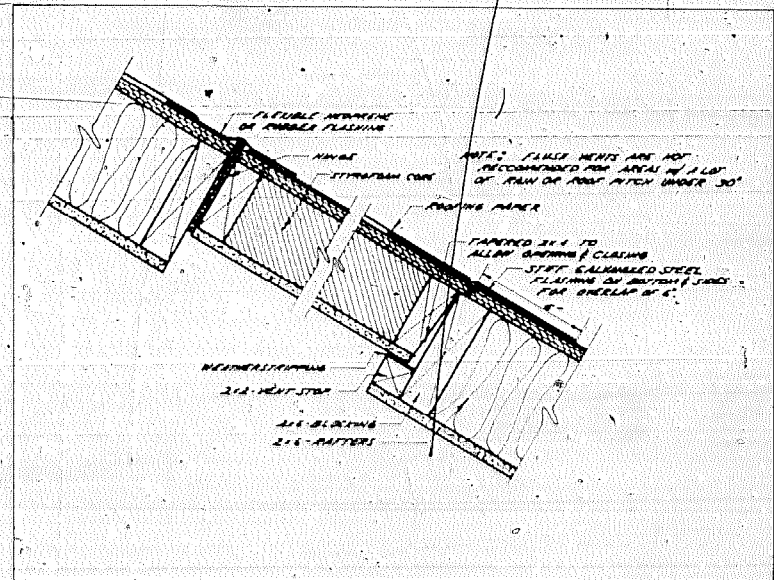 FLEXIBLE NEOPRENE
OR RUBBER FLASHING
HINGE
STYROFOAM CORE
NOTE: FLUSH VENTS ARE NOT
RECCOMENDED FOR AREAS W/ A LOT
OF RAIN OR ROOF PITCH UNDER 30°
ROOFING PAPER
TAPERED 2x4 TO
ALLOW OPENING & CLOSING
STIFF GALVANIZED STEEL
FLASHING ON BOTTOM & SIDES
FOR OVERLAP OF 6"
6"
WEATHERSTRIPPING
2x2-VENT STOP
2x6-BLOCKING
2x6-RAFTERS